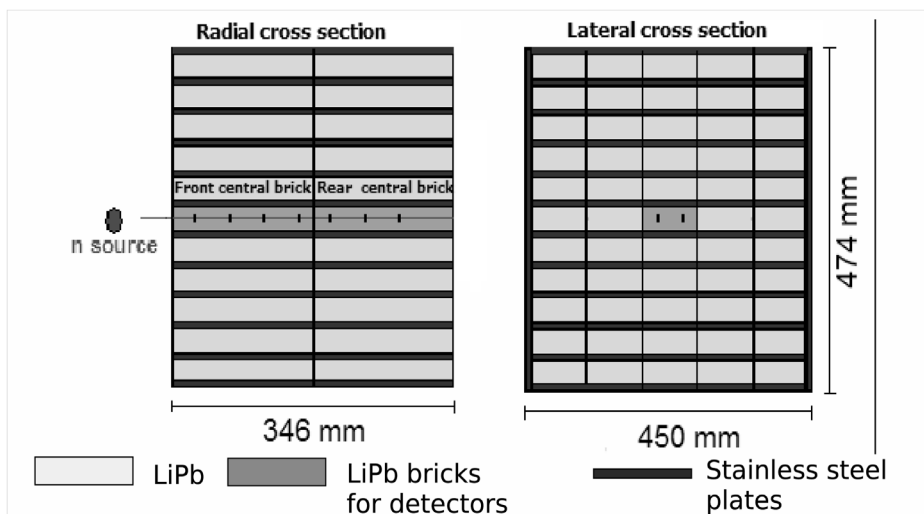 Radial cross section
Lateral cross section
Front central brick
Rear central brick
n source
474 mm
346 mm
450 mm
LiPb
LiPb bricks
for detectors
Stainless steel
plates